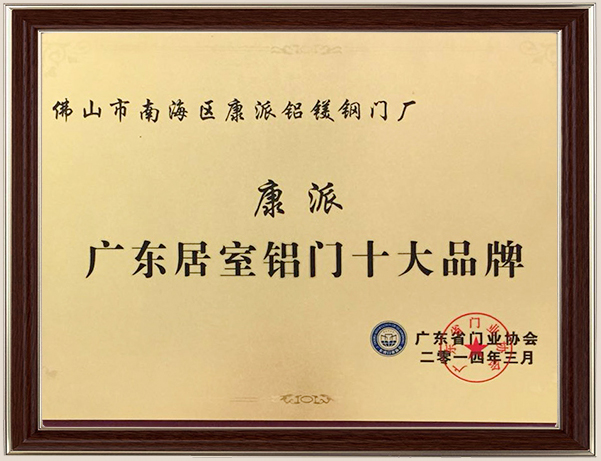 佛山市南海区康派铝镁钢门厂
康派
广东居室铝门十大品牌
广东省门业协会
二零一四年三月